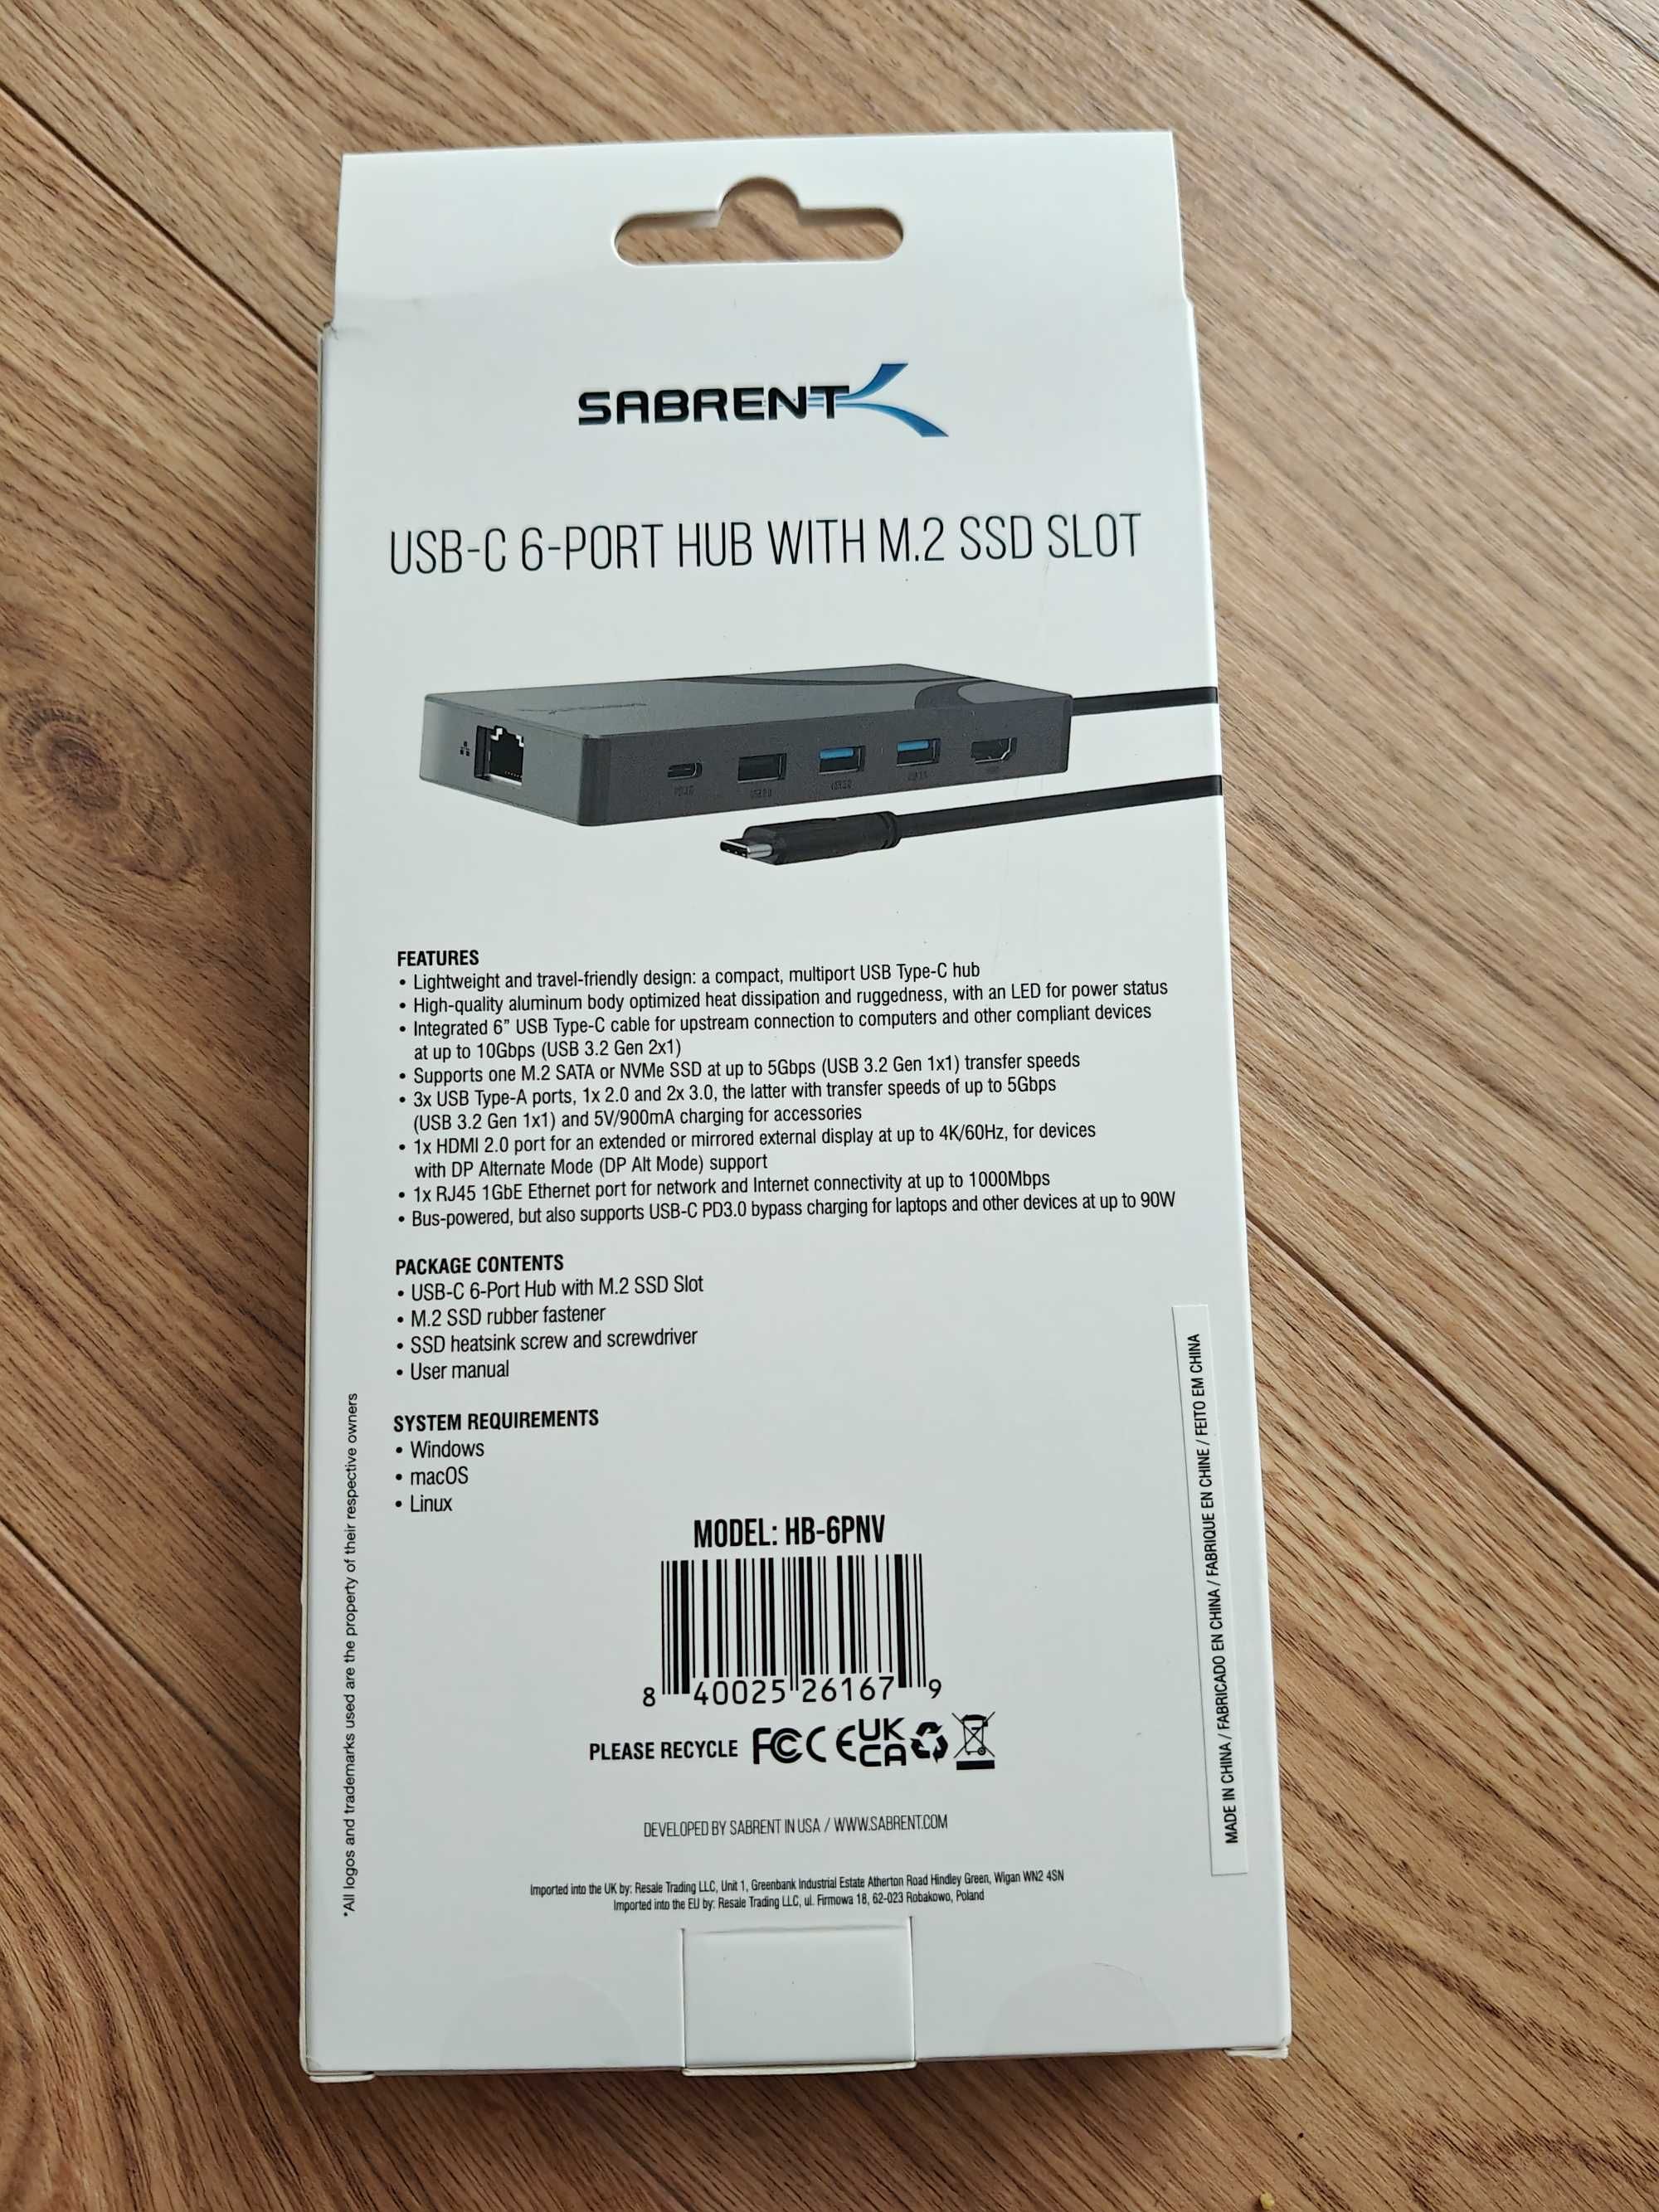 SABRENT
USB-C 6-PORT HUB WITH M.2 SSD SLOT
FEATURES
• Lightweight and travel-friendly design: a compact, multiport USB Type-C hub
• High-quality aluminum body optimized heat dissipation and ruggedness, with an LED for power status
• Integrated 6” USB Type-C cable for upstream connection to computers and other compliant devices
at up to 10Gbps (USB 3.2 Gen 2x1)
• Supports one M.2 SATA or NVMe SSD at up to 5Gbps (USB 3.2 Gen 1x1) transfer speeds
• 3x USB Type-A ports, 1x 2.0 and 2x 3.0, the latter with transfer speeds of up to 5Gbps
(USB 3.2 Gen 1x1) and 5V/900mA charging for accessories
• 1x HDMI 2.0 port for an extended or mirrored external display at up to 4K/60Hz, for devices
with DP Alternate Mode (DP Alt Mode) support
• 1x RJ45 1GbE Ethernet port for network and Internet connectivity at up to 1000Mbps
• Bus-powered, but also supports USB-C PD3.0 bypass charging for laptops and other devices at up to 90W
PACKAGE CONTENTS
• USB-C 6-Port Hub with M.2 SSD Slot
• M.2 SSD rubber fastener
• SSD heatsink screw and screwdriver
• User manual
SYSTEM REQUIREMENTS
• Windows
• macOS
• Linux
MODEL: HB-6PNV
8 40025 26167 9
PLEASE RECYCLE FC CE UK
CA
DEVELOPED BY SABRENT IN USA / WWW.SABRENT.COM
Imported into the UK by: Resale Trading LLC, Unit 1, Greenbank Industrial Estate Atherton Road Hindley Green, Wigan WN2 4SN
Imported into the EU by: Resale Trading LLC, ul. Firmowa 18, 62-023 Robakowo, Poland
*All logos and trademarks used are the property of their respective owners
MADE IN CHINA / FABRICADO EN CHINA / FABRIQUE EN CHINE / FEITO EM CHINA